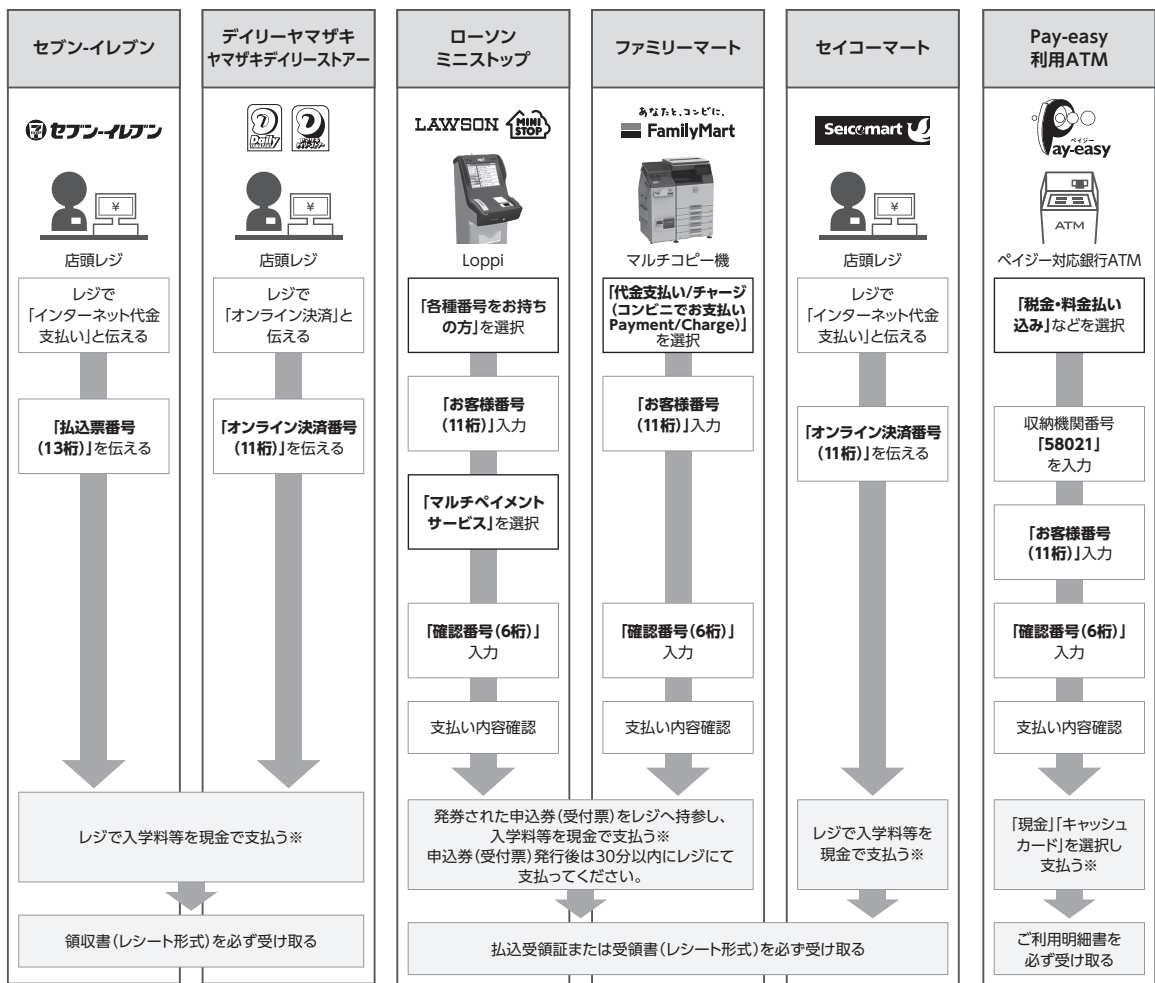 セブン-イレブン
セブン-イレブン
店頭レジ
レジで
「インターネット代金
支払い」と伝える
「払込票番号
(13桁)」を伝える
デイリーヤマザキ
ヤマザキデイリーストアー
Daily
店頭レジ
レジで
「オンライン決済」と
伝える
「オンライン決済番号
(11桁)」を伝える
レジで入学料等を現金で支払う※
領収書(レシート形式)を必ず受け取る
ローソン
ミニストップ
LAWSON
MINI
STOP
Loppi
「各種番号をお持ち
の方」を選択
「お客様番号
(11桁)」入力
「マルチペイメント
サービス」を選択
「確認番号(6桁)」
入力
支払い内容確認
ファミリーマート
あなたと、コンビに、
FamilyMart
マルチコピー機
「代金支払い/チャージ
(コンビニでお支払い
Payment/Charge)」
を選択
「お客様番号
(11桁)」入力
「確認番号(6桁)」
入力
支払い内容確認
発券された申込券(受付票)をレジへ持参し、
入学料等を現金で支払う※
申込券(受付票)発行後は30分以内にレジにて
支払ってください。
セイコーマート
Seicomart
店頭レジ
レジで
「インターネット代金
支払い」と伝える
「オンライン決済番号
(11桁)」を伝える
レジで入学料等を
現金で支払う※
払込受領証または受領書(レシート形式)を必ず受け取る
Pay-easy
利用ATM
ペイジー
Pay-easy
ATM
ペイジー対応銀行ATM
「税金・料金払い
込み」などを選択
収納機関番号
「58021」
を入力
「お客様番号
(11桁)」入力
「確認番号(6桁)」
入力
支払い内容確認
「現金」「キャッシュ
カード」を選択し
支払う※
ご利用明細書を
必ず受け取る